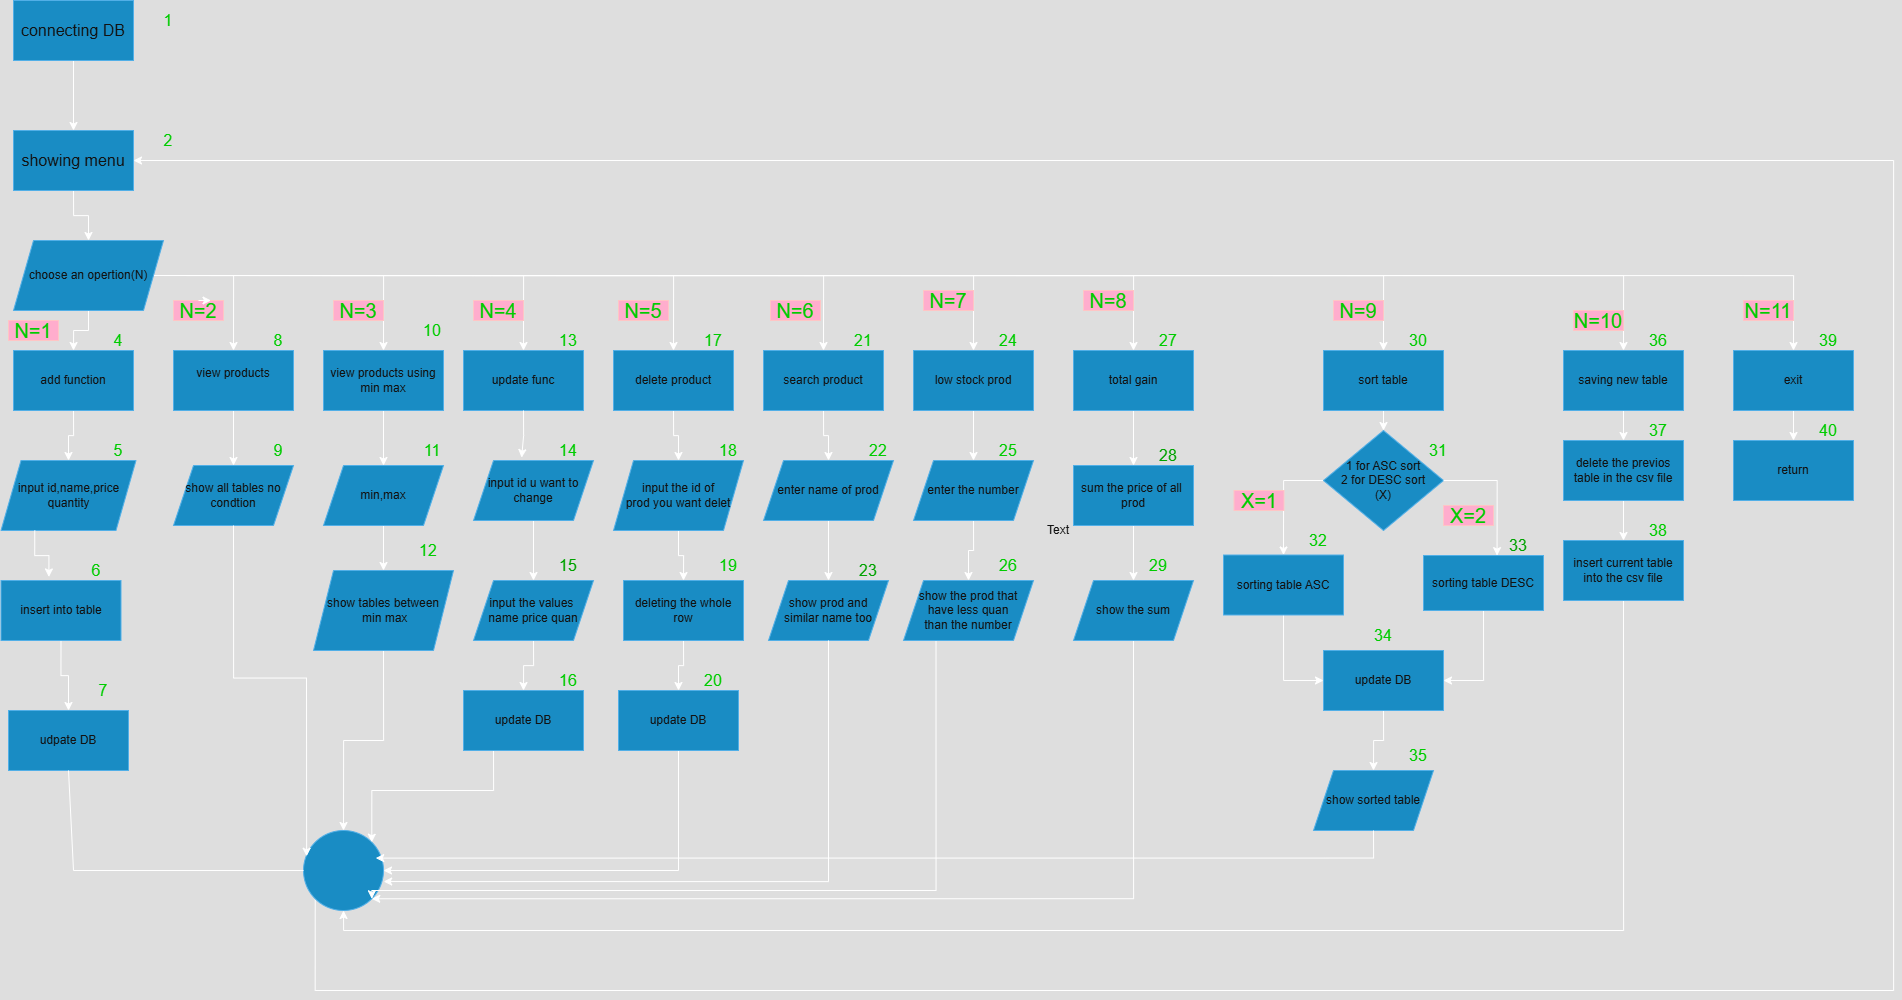 connecting DB
1
showing menu
2
choose an opertion(N)
N=1
N=2
N=3
N=4
N=5
N=6
N=7
N=8
N=9
N=10
N=11
4
add function
8
view products
10
view products using
min max
13
update func
17
delete product
21
search product
24
low stock prod
27
total gain
30
sort table
36
saving new table
39
exit
5
input id,name,price
quantity
9
show all tables no
condtion
11
min,max
14
input id u want to
change
18
input the id of
prod you want delet
22
enter name of prod
25
enter the number
28
sum the price of all
prod
Text
31
1 for ASC sort
2 for DESC sort
(X)
X=1
X=2
37
delete the previos
table in the csv file
40
return
6
insert into table
12
show tables between
min max
15
input the values
name price quan
19
deleting the whole
row
23
show prod and
similar name too
26
show the prod that
have less quan
than the number
29
show the sum
32
sorting table ASC
33
sorting table DESC
38
insert current table
into the csv file
7
udpate DB
16
update DB
20
update DB
34
update DB
35
show sorted table